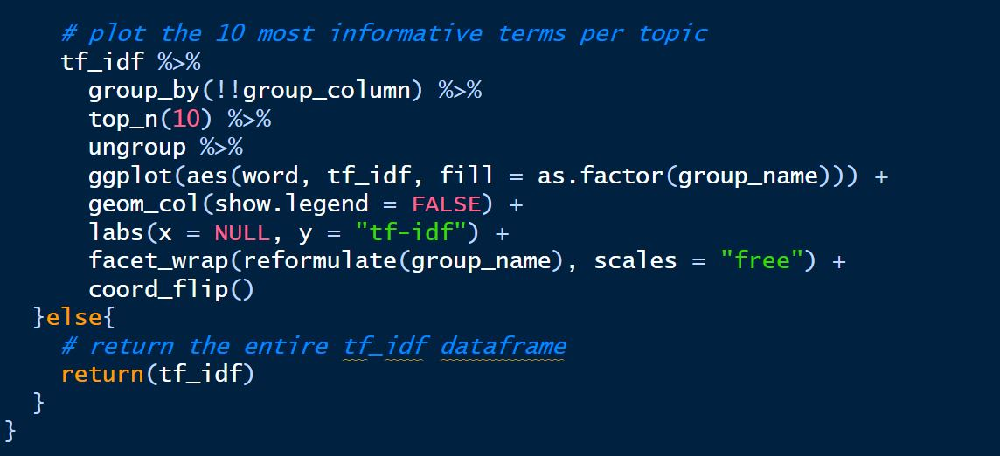 # plot the 10 most informative terms per topic
tf_idf %>%
group_by(!!group_column) %>%
top_n(10) %>%
ungroup %>%
ggplot(aes(word, tf_idf, fill = as.factor(group_name))) +
geom_col(show.legend = FALSE) +
labs(x = NULL, y = "tf-idf") +
facet_wrap(reformulate(group_name), scales = "free") +
coord_flip()
}else{
# return the entire tf_idf dataframe
return(tf_idf)
}
}